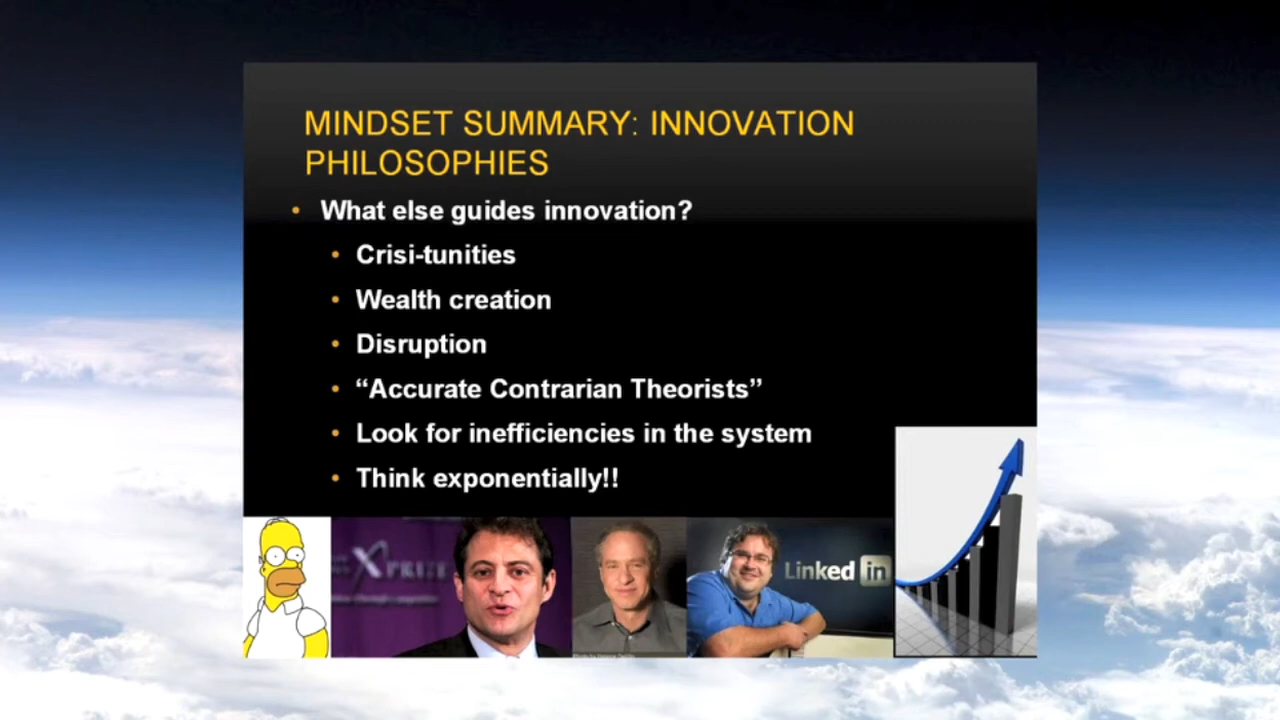 MINDSET SUMMARY: INNOVATION
PHILOSOPHIES
• What else guides innovation?
• Crisi-tunities
• Wealth creation
• Disruption
• “Accurate Contrarian Theorists”
• Look for inefficiencies in the system
• Think exponentially!!
XPRIZE
Linked in